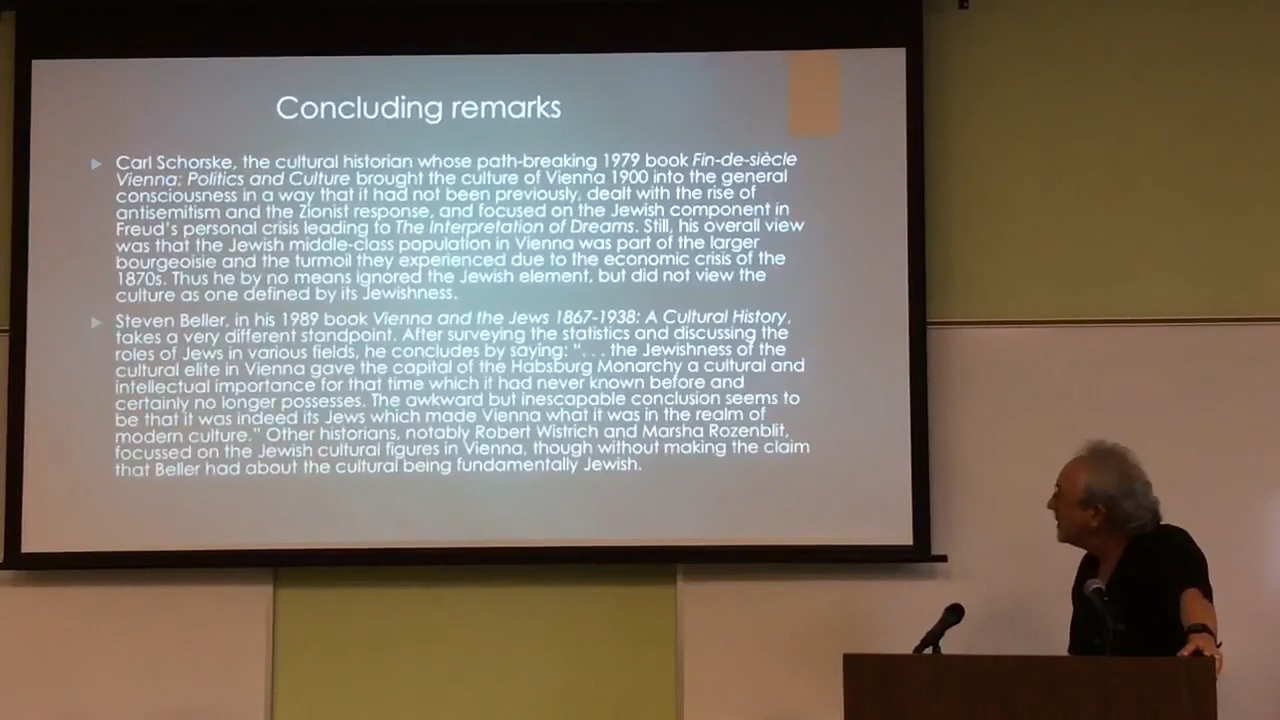 Concluding remarks
Carl Schorske, the cultural historian whose path-breaking 1979 book Fin-de-siècle
Vienna: Politics and Culture brought the culture of Vienna 1900 into the general
consciousness in a way that it had not been previously, dealt with the rise of
antisemitism and the Zionist response, and focused on the Jewish component in
Freud's personal crisis leading to The Interpretation of Dreams. Still, his overall view
was that the Jewish middle-class population in Vienna was part of the larger
bourgeoisie and the turmoil they experienced due to the economic crisis of the
1870s. Thus he by no means ignored the Jewish element, but did not view the
culture as one defined by its Jewishness.
Steven Beller, in his 1989 book Vienna and the Jews 1867-1938: A Cultural History,
takes a very different standpoint. After surveying the statistics and discussing the
roles of Jews in various fields, he concludes by saying: ". . . the Jewishness of the
cultural elite in Vienna gave the capital of the Habsburg Monarchy a cultural and
intellectual importance for that time which it had never known before and
certainly no longer possesses. The awkward but inescapable conclusion seems to
be that it was indeed its Jews which made Vienna what it was in the realm of
modern culture." Other historians, notably Robert Wistrich and Marsha Rozenblit,
focussed on the Jewish cultural figures in Vienna, though without making the claim
that Beller had about the cultural being fundamentally Jewish.